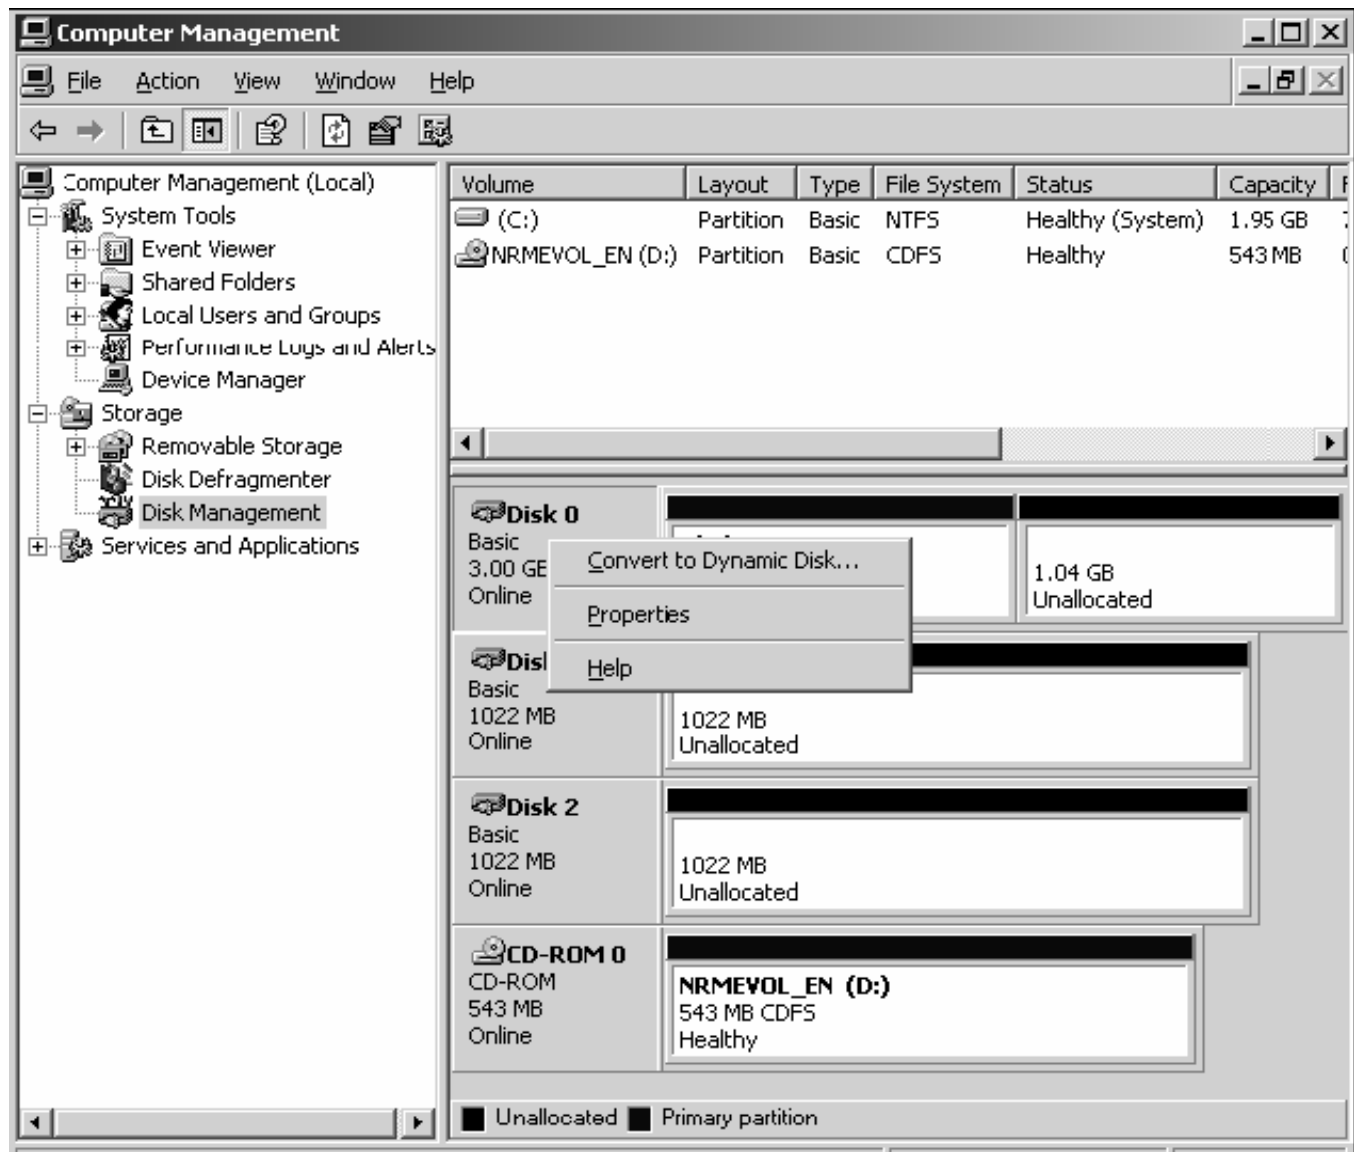 Computer Management
File Action View Window Help
Computer Management (Local)
System Tools
Event Viewer
Shared Folders
Local Users and Groups
Performance Logs and Alerts
Device Manager
Storage
Removable Storage
Disk Defragmenter
Disk Management
Services and Applications
Volume Layout Type File System Status Capacity
(C:) Partition Basic NTFS Healthy (System) 1.95 GB
NRMEVOL_EN (D:) Partition Basic CDFS Healthy 543 MB
Disk 0
Basic
3.00 GB
Online
Convert to Dynamic Disk...
Properties
Help
1.04 GB
Unallocated
Basic
1022 MB
Online
1022 MB
Unallocated
Disk 2
Basic
1022 MB
Online
1022 MB
Unallocated
CD-ROM 0
CD-ROM
543 MB
Online
NRMEVOL_EN (D:)
543 MB CDFS
Healthy
Unallocated Primary partition